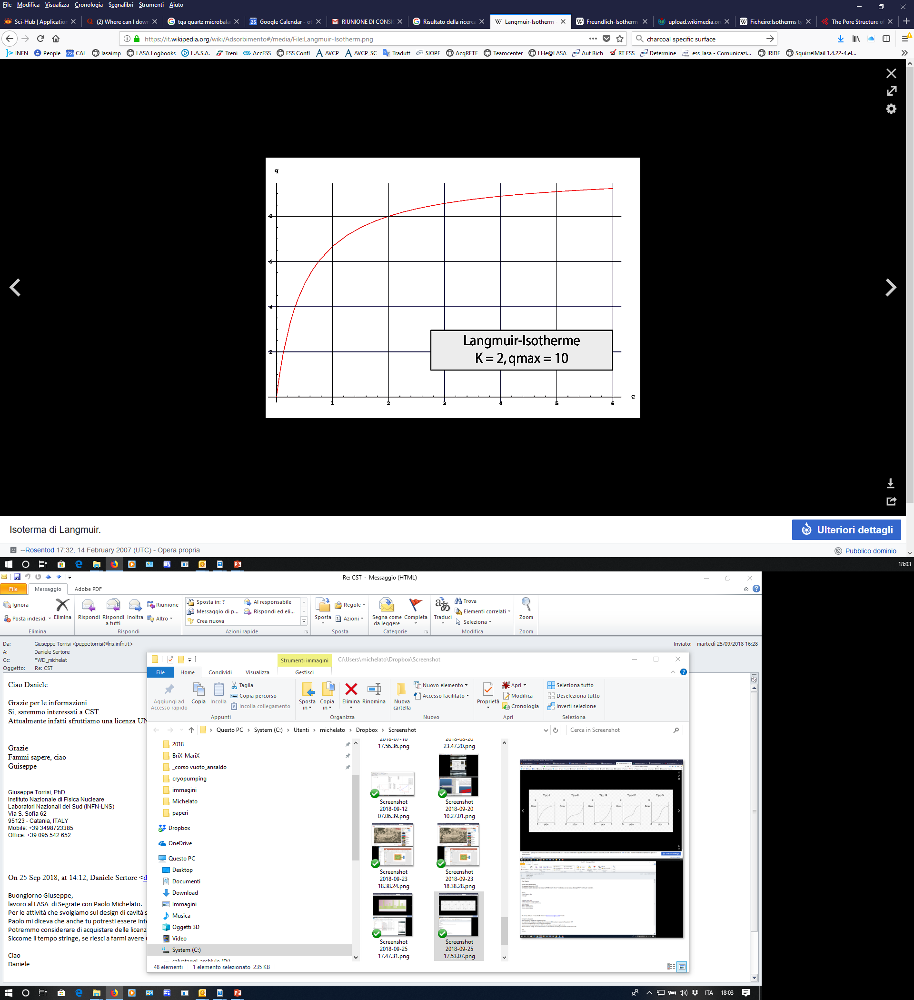 File Modifica Visualizza Cronologia Segnalibri Strumenti Aiuto
Sci-Hub | Application
(2) Where can I down
tga quartz microbala
Google Calendar - ot
RIUNIONE DI CONSIG
Risultato della ricerca
Langmuir-Isotherm -
Freundlich-Isotherm
upload.wikimedia.or
Ficheiro:Isotherms ty
The Pore Structure of
https://it.wikipedia.org/wiki/Adsorbimento#/media/File:Langmuir-Isotherm.png
charcoal specific surface
INFN People CAL lasaimp LASA Logbooks L.A.S.A. Treni AccESS ESS Confl AVCP AVCP_SC Tradutt SIOPE AcqRETE Teamcenter LHe@LASA Aut Rich RT ESS Determine ess_lasa - Comunicazi... IRIDE SquirrelMail 1.4.22-4.el...
q
8
6
4
2
Langmuir-Isotherme
K = 2, qmax = 10
c
1 2 3 4 5 6
Isoterma di Langmuir.
Ulteriori dettagli
--Rosentod 17:32, 14 February 2007 (UTC) - Opera propria
Pubblico dominio
18:03
Re: CST - Messaggio (HTML)
File Messaggio Adobe PDF
Ignora
Posta indesid.
Elimina
Rispondi
Rispondi a tutti
Inoltra
Riunione
Altro
Sposta in: ?
Al responsabile
Messaggio di p...
Rispondi ed eli...
Crea nuova
Sposta
Regole
Azioni
Segna come da leggere
Completa
Traduci
Trova
Elementi correlati
Seleziona
Zoom
Elimina Rispondi Azioni rapide Sposta Categorie Modifica Zoom
Da: Giuseppe Torrisi <peppetorrisi@lns.infn.it>
Inviato: martedì 25/09/2018 16:28
A: Daniele Sertore
Cc: FWD_michelat
Oggetto: Re: CST
Ciao Daniele
Grazie per le informazioni.
Si, saremmo interessati a CST.
Attualmente infatti sfruttiamo una licenza UN
Grazie
Fammi sapere, ciao
Guiseppe
Giuseppe Torrisi, PhD
Instituto Nazionale di Fisica Nucleare
Laboratori Nazionali del Sud (INFN-LNS)
Via S. Sofia 62
95123 - Catania, ITALY
Mobile: +39 3498723385
Office: +39 095 542 652
On 25 Sep 2018, at 14:12, Daniele Sertore <d
Buongiorno Giuseppe,
lavoro al LASA di Segrate con Paolo Michelato.
Per le attività che svolgiamo sul design di cavità s
Paolo mi diceva che anche tu potresti essere inte
Potremmo considerare di acquistare delle licenz
Siccome il tempo stringe, se riesci a farmi avere u
Ciao
Daniele
Strumenti immagini
C:\Users\michelato\Dropbox\Screenshot
File Home Condividi Visualizza Gestisci
Aggiungi ad Accesso rapido
Copia
Incolla
Taglia
Copia percorso
Incolla collegamento
Sposta in
Copia in
Elimina
Rinomina
Nuova cartella
Nuovo elemento
Accesso facilitato
Proprietà
Apri
Modifica
Cronologia
Seleziona tutto
Deseleziona tutto
Inverti selezione
Appunti Organizza Nuovo Apri Seleziona
Questo PC System (C:) Utenti michelato Dropbox Screenshot
Cerca in Screenshot
2018
BriX-MariX
_corso vuoto_ansaldo
cryopumping
immagini
Michelato
paperi
Dropbox
OneDrive
Questo PC
Desktop
Documenti
Download
Immagini
Musica
Oggetti 3D
Video
System (C:)
salvataggi_archivio (D:)
2018-07-10 17.56.36.png
2018-08-20 23.47.20.png
Screenshot 2018-09-12 07.06.39.png
Screenshot 2018-09-20 10.27.01.png
Screenshot 2018-09-23 18.38.24.png
Screenshot 2018-09-23 18.38.28.png
Screenshot 2018-09-25 17.47.31.png
Screenshot 2018-09-25 17.53.07.png
Tipo I Tipo II Tipo III Tipo IV Tipo V
48 elementi 1 elemento selezionato 235 KB
ITA 18:03